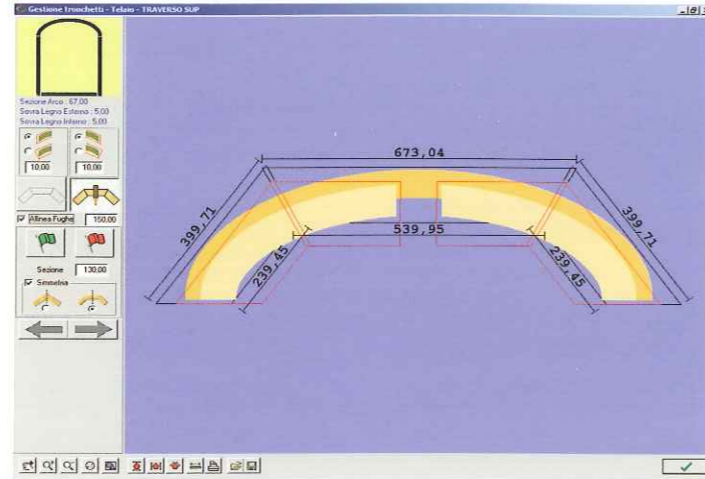 Gestione tronchetti - Telaio - TRAVERSO SUP
Sezione Arco : 67,00
Sovra Legno Esterno : 5,00
Sovra Legno Interno : 5,00
10,00 10,00
Allinea Fughe 150,00
Sezione 130,00
Simmetria
673,04
399,71
399,71
539,95
239,45
239,45